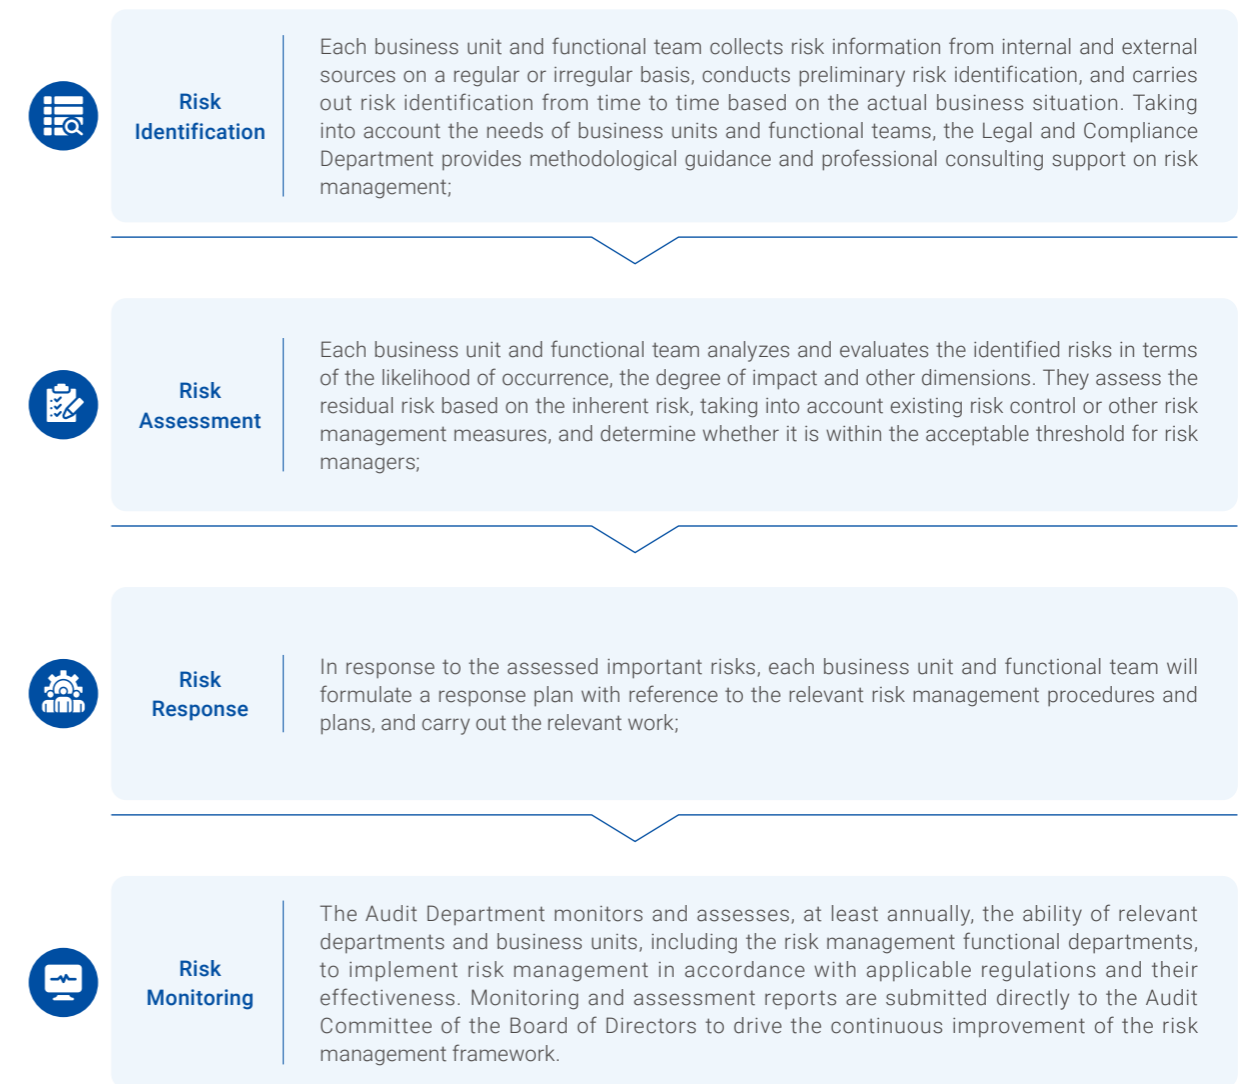 Risk
Identification
Each business unit and functional team collects risk information from internal and external
sources on a regular or irregular basis, conducts preliminary risk identification, and carries
out risk identification from time to time based on the actual business situation. Taking
into account the needs of business units and functional teams, the Legal and Compliance
Department provides methodological guidance and professional consulting support on risk
management;
Risk
Assessment
Each business unit and functional team analyzes and evaluates the identified risks in terms
of the likelihood of occurrence, the degree of impact and other dimensions. They assess the
residual risk based on the inherent risk, taking into account existing risk control or other risk
management measures, and determine whether it is within the acceptable threshold for risk
managers;
Risk
Response
In response to the assessed important risks, each business unit and functional team will
formulate a response plan with reference to the relevant risk management procedures and
plans, and carry out the relevant work;
Risk
Monitoring
The Audit Department monitors and assesses, at least annually, the ability of relevant
departments and business units, including the risk management functional departments,
to implement risk management in accordance with applicable regulations and their
effectiveness. Monitoring and assessment reports are submitted directly to the Audit
Committee of the Board of Directors to drive the continuous improvement of the risk
management framework.